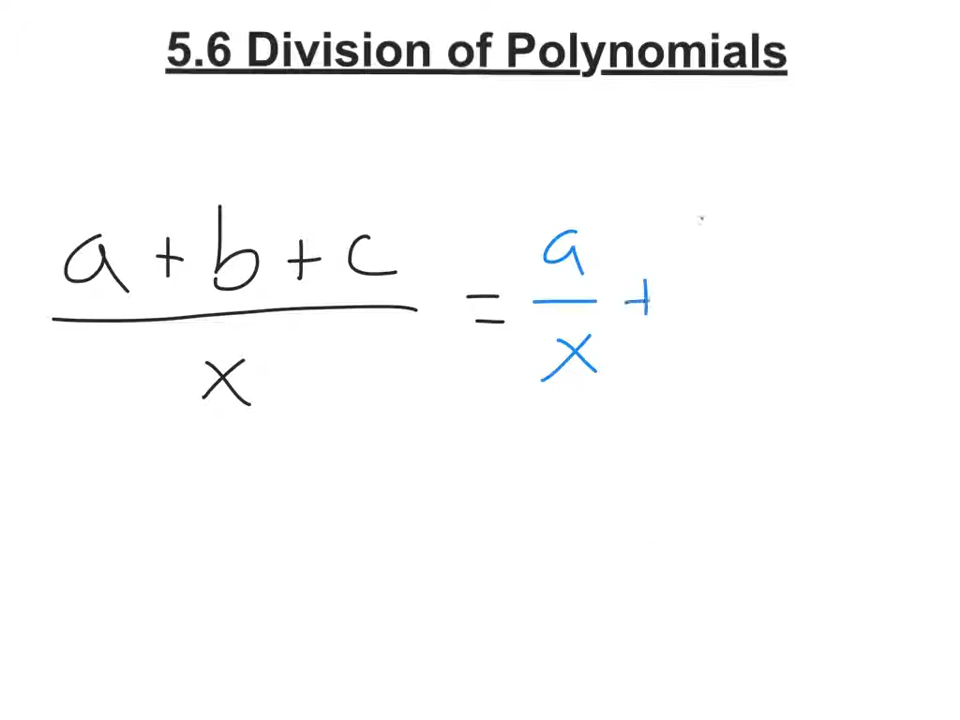 5.6 Division of Polynomials
a + b + c
x
= a/x +